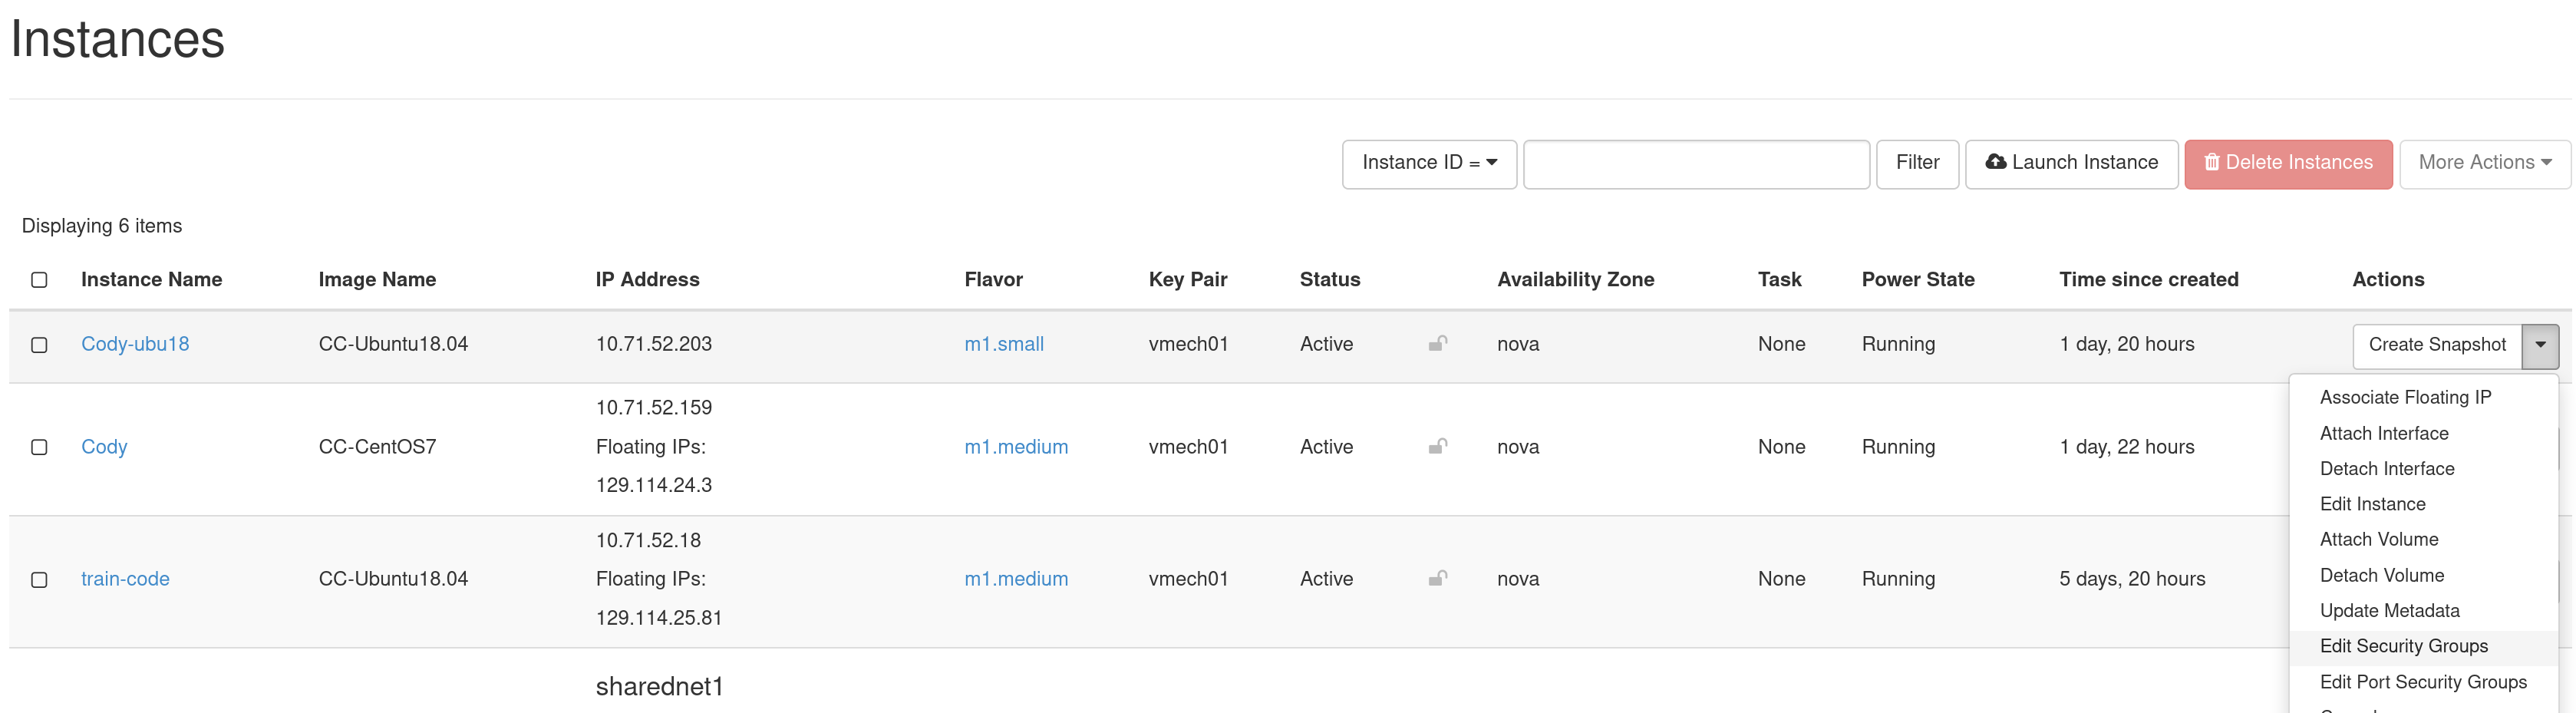 Instances
Instance ID = Filter Launch Instance Delete Instances More Actions
Displaying 6 items
Instance Name Image Name IP Address Flavor Key Pair Status Availability Zone Task Power State Time since created Actions
Cody-ubu18 CC-Ubuntu18.04 10.71.52.203 m1.small vmech01 Active nova None Running 1 day, 20 hours Create Snapshot
10.71.52.159
Cody CC-CentOS7 Floating IPs: m1.medium vmech01 Active nova None Running 1 day, 22 hours
129.114.24.3
10.71.52.18
train-code CC-Ubuntu18.04 Floating IPs: m1.medium vmech01 Active nova None Running 5 days, 20 hours
129.114.25.81
sharednet1
Associate Floating IP
Attach Interface
Detach Interface
Edit Instance
Attach Volume
Detach Volume
Update Metadata
Edit Security Groups
Edit Port Security Groups